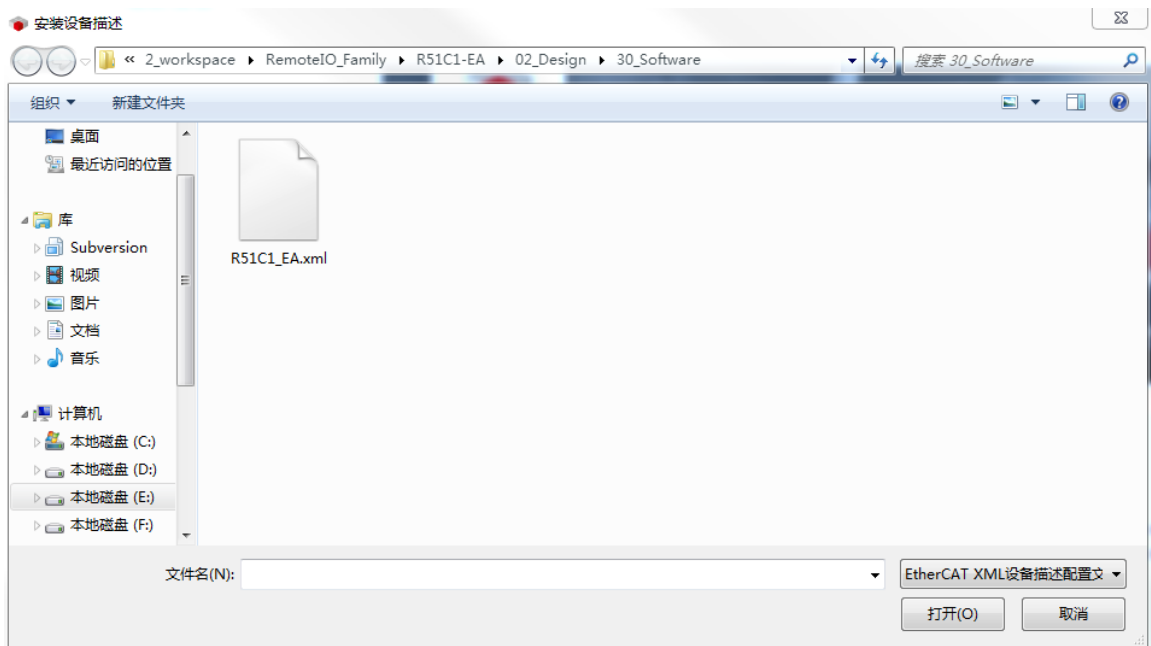 安装设备描述
« 2_workspace ▸ RemoteIO_Family ▸ R51C1-EA ▸ 02_Design ▸ 30_Software
搜索 30_Software
组织 新建文件夹
桌面
最近访问的位置
库
Subversion
视频
图片
文档
音乐
计算机
本地磁盘 (C:)
本地磁盘 (D:)
本地磁盘 (E:)
本地磁盘 (F:)
R51C1_EA.xml
文件名(N):
EtherCAT XML设备描述配置文
打开(O) 取消